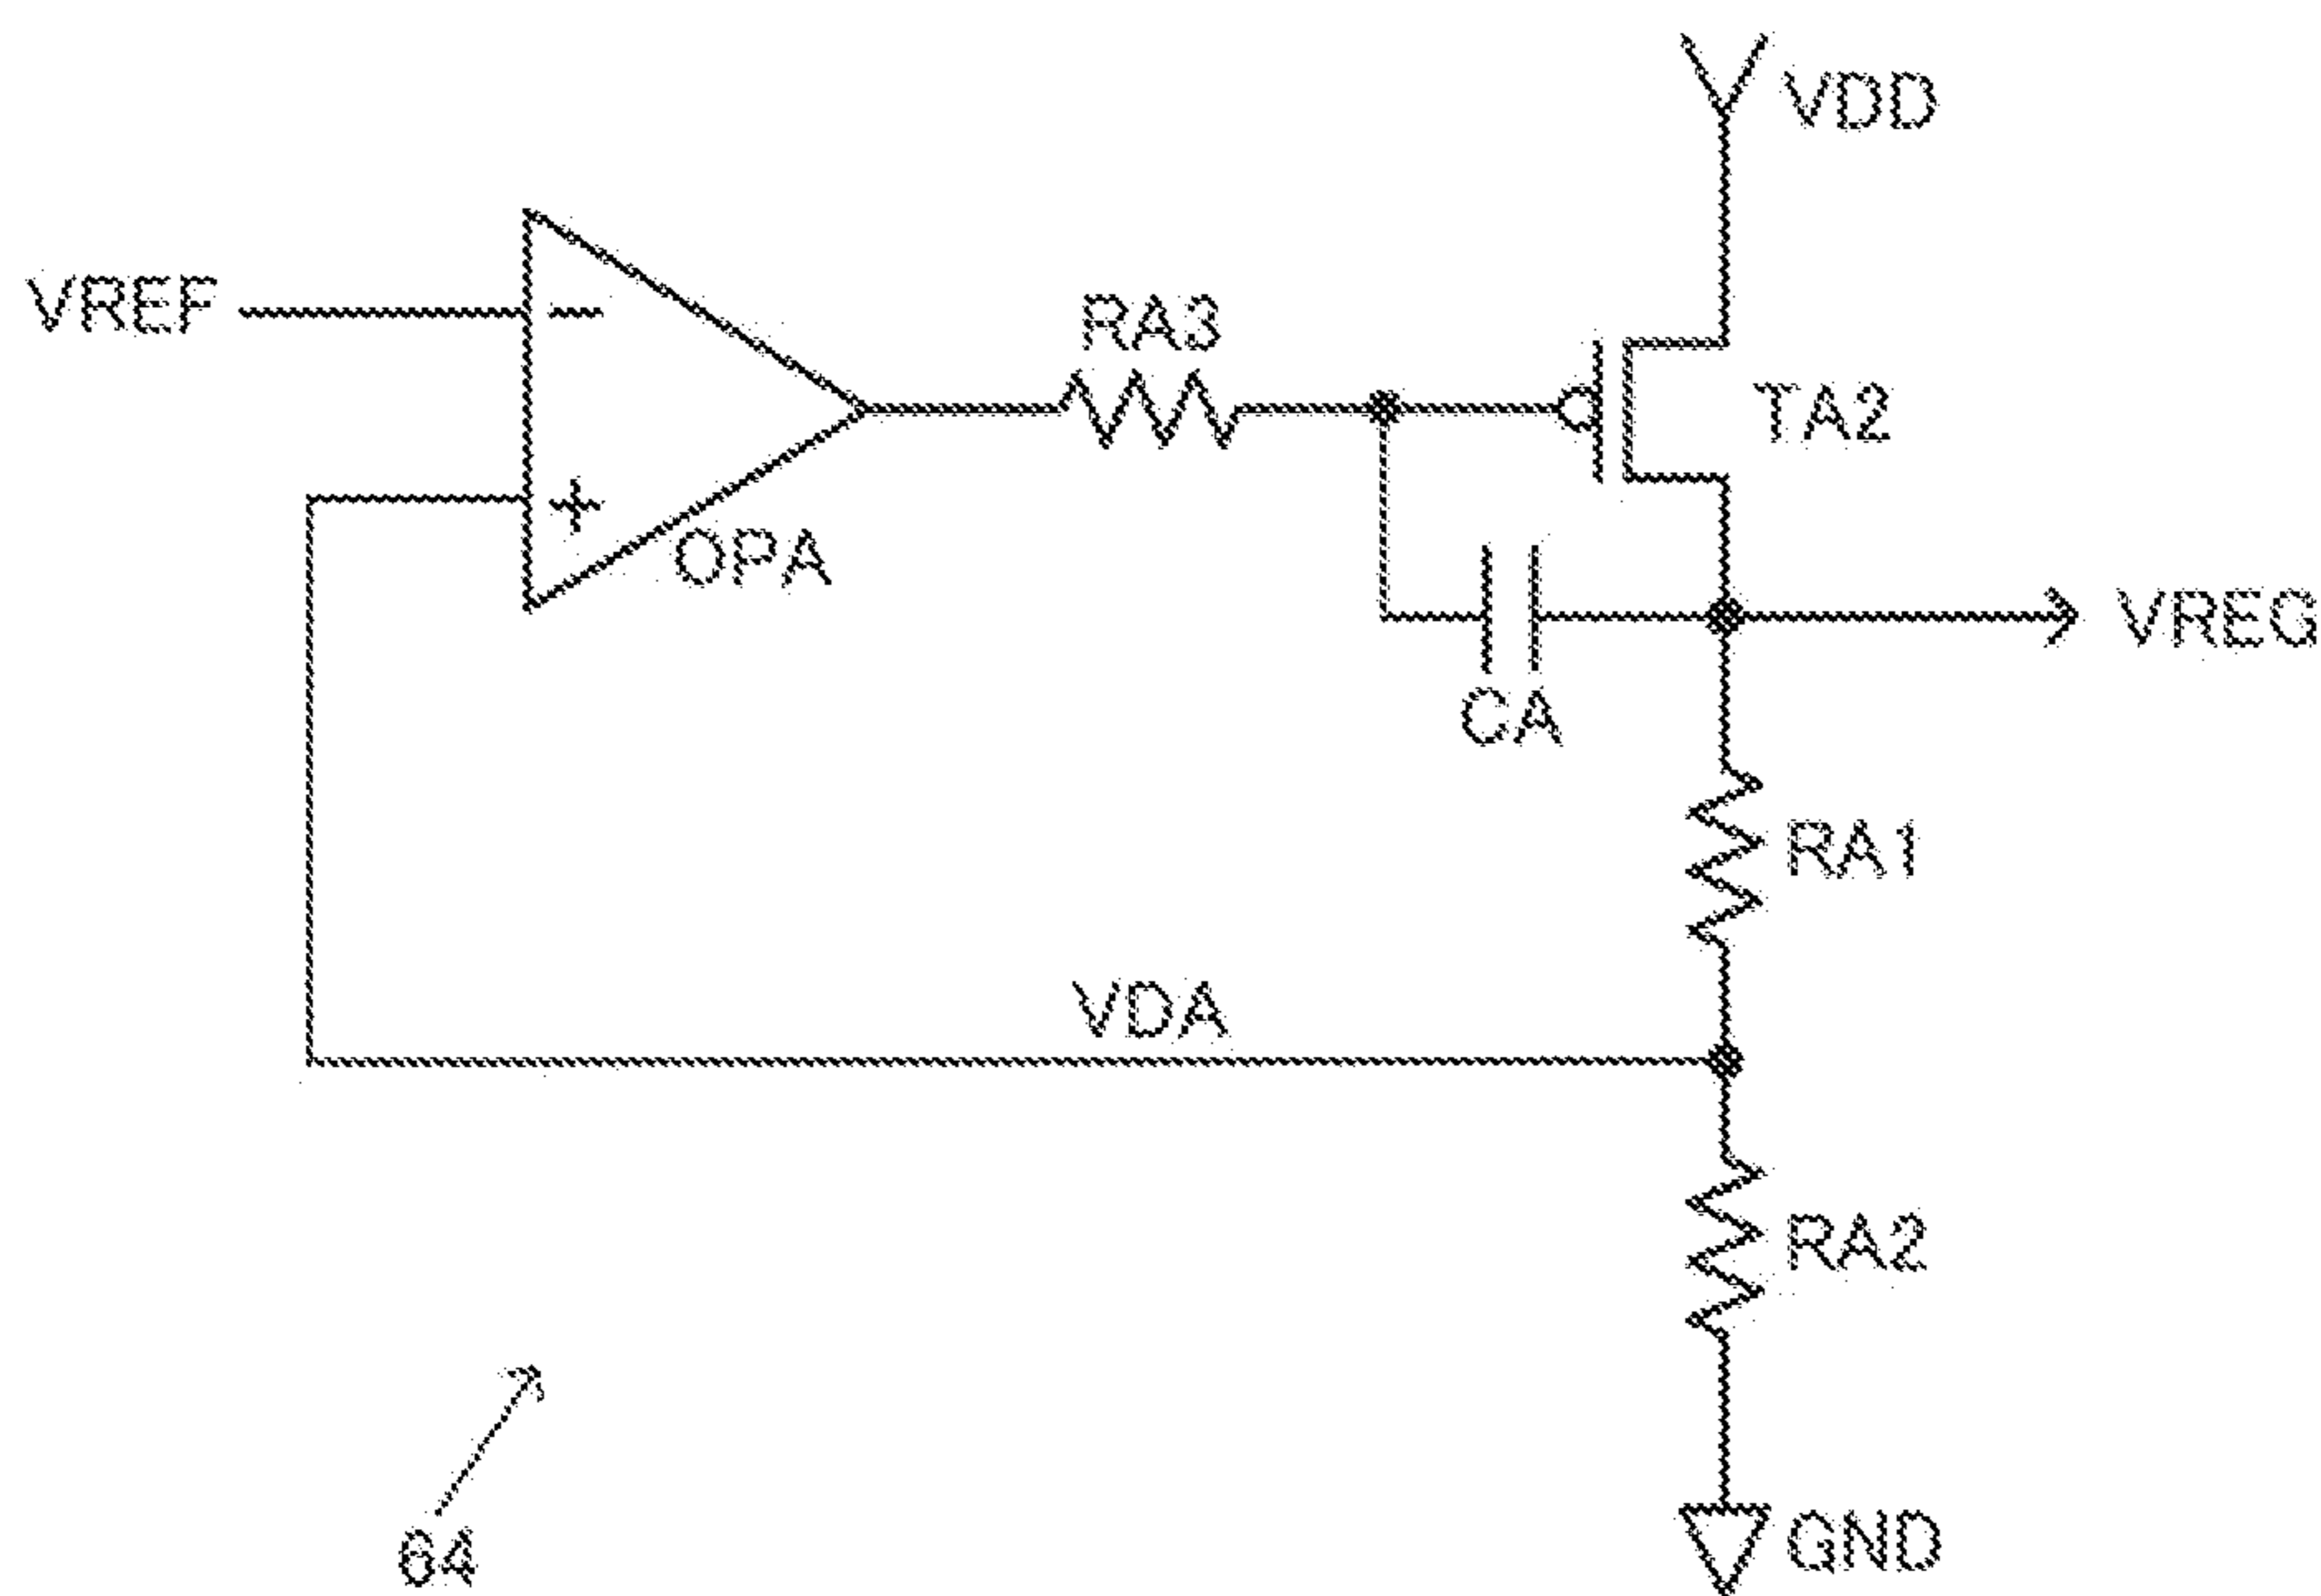 VDD
VREF
-
RA3
TA2
+
OPA
VREG
CA
RA1
VDA
RA2
64
GND